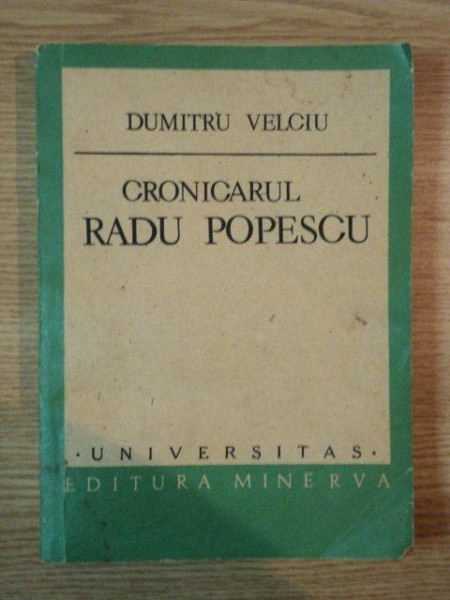 DUMITRU VELCIU
CRONICARUL
RADU POPESCU
· UNIVERSITAS ·
EDITURA MINERVA